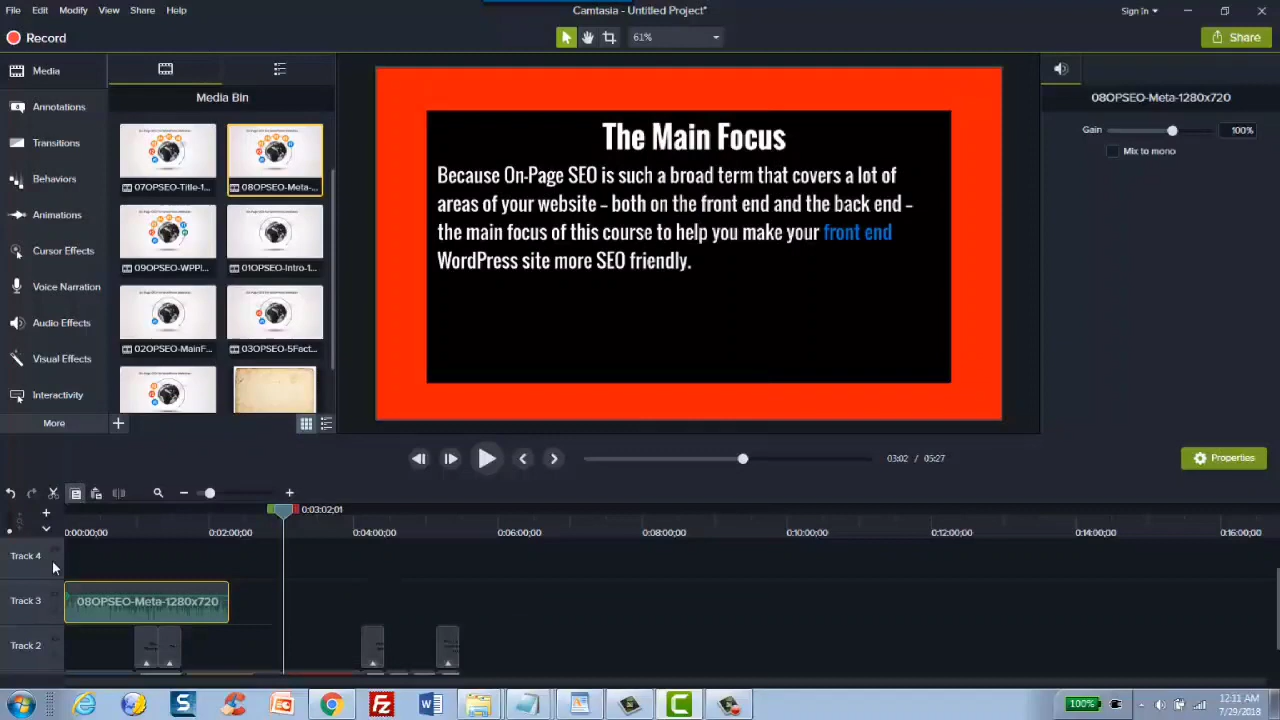 File Edit Modify View Share Help
Camtasia - Untitled Project*
Sign In
Record
61%
Share
Media
Annotations
Transitions
Behaviors
Animations
Cursor Effects
Voice Narration
Audio Effects
Visual Effects
Interactivity
More
Media Bin
07OPSEO-Title-1...
08OPSEO-Meta-...
09OPSEO-WPPl...
01OPSEO-Intro-1...
02OPSEO-MainF...
03OPSEO-5Fact...
The Main Focus
Because On-Page SEO is such a broad term that covers a lot of
areas of your website – both on the front end and the back end –
the main focus of this course to help you make your front end
WordPress site more SEO friendly.
08OPSEO-Meta-1280x720
Gain
100%
Mix to mono
03:02 / 05:27
Properties
0:03:02;01
0:00:00;00 0:02:00;00 0:04:00;00 0:06:00;00 0:08:00;00 0:10:00;00 0:12:00;00 0:14:00;00 0:16:00;00
Track 4
Track 3
08OPSEO-Meta-1280x720
Track 2
100%
12:11 AM
7/29/2018